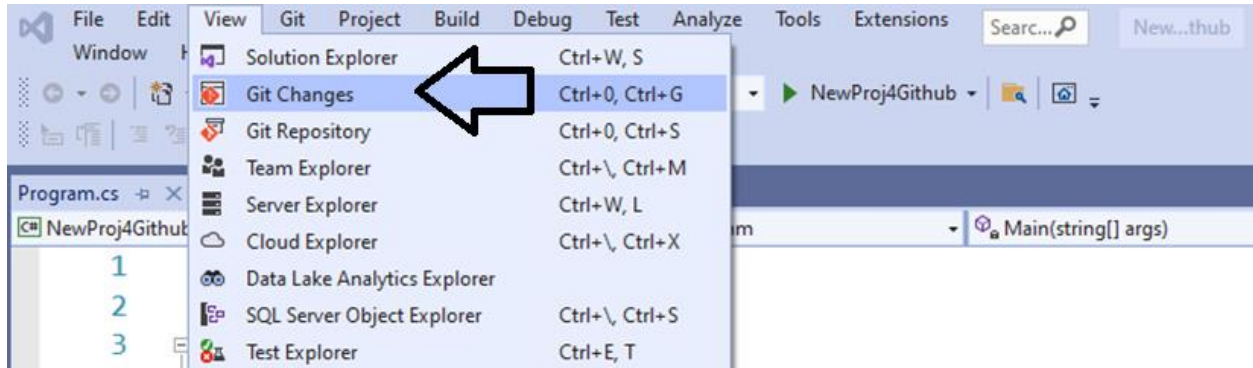 File Edit View Git Project Build Debug Test Analyze Tools Extensions Searc... New...thub
Window
Solution Explorer Ctrl+W, S
Git Changes Ctrl+0, Ctrl+G
NewProj4Github
Git Repository Ctrl+0, Ctrl+S
Team Explorer Ctrl+\, Ctrl+M
Program.cs
Server Explorer Ctrl+W, L
C# NewProj4Github
Main(string[] args)
Cloud Explorer Ctrl+\, Ctrl+X
1
Data Lake Analytics Explorer
2
SQL Server Object Explorer Ctrl+\, Ctrl+S
3
Test Explorer Ctrl+E, T